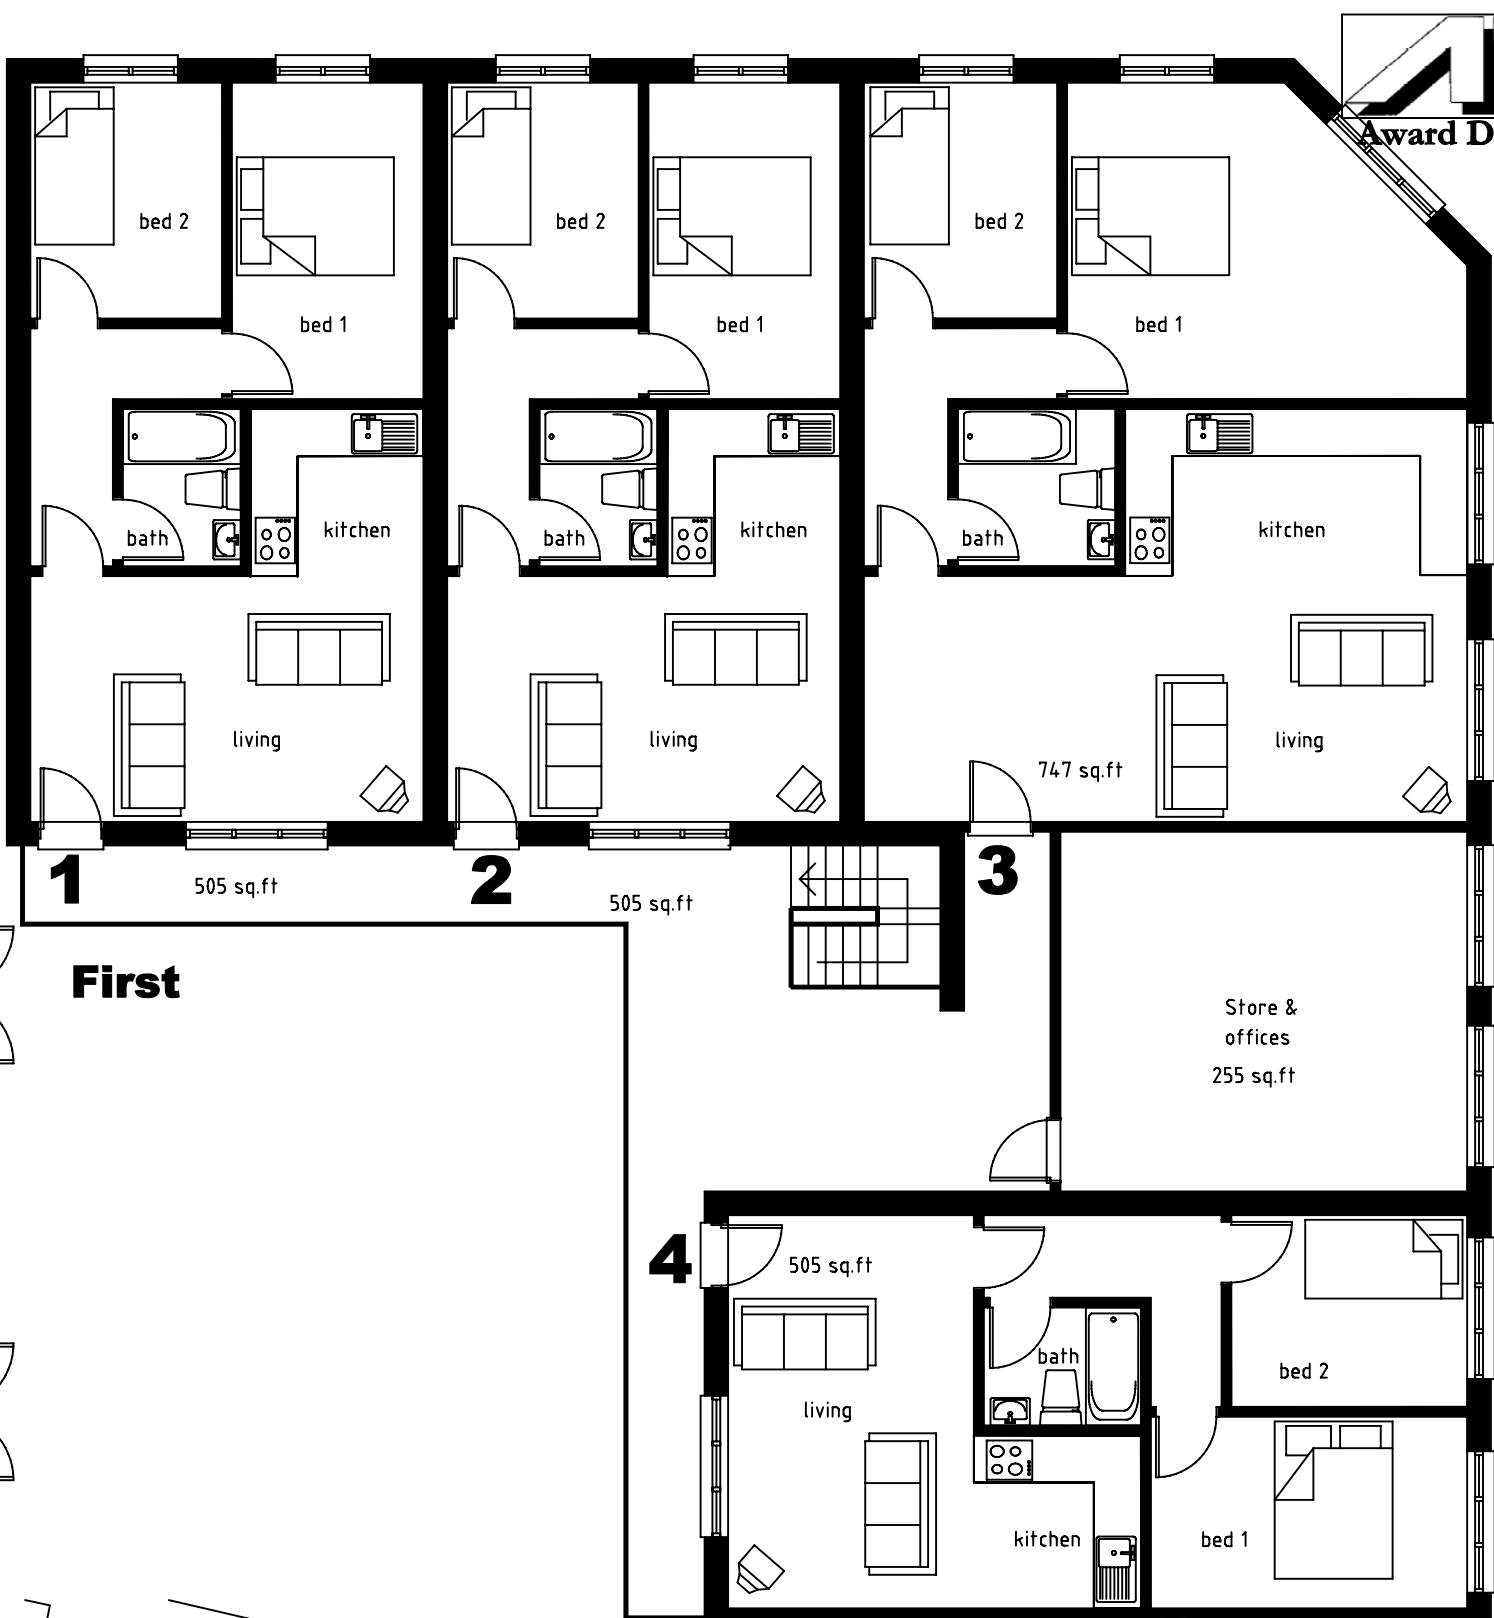 Award D
bed 2
bed 1
bed 2
bed 1
bed 2
bed 1
bath
kitchen
bath
kitchen
bath
kitchen
living
living
living
747 sq.ft
1
505 sq.ft
2
505 sq.ft
3
First
Store &
offices
255 sq.ft
4
505 sq.ft
bath
bed 2
living
kitchen
bed 1